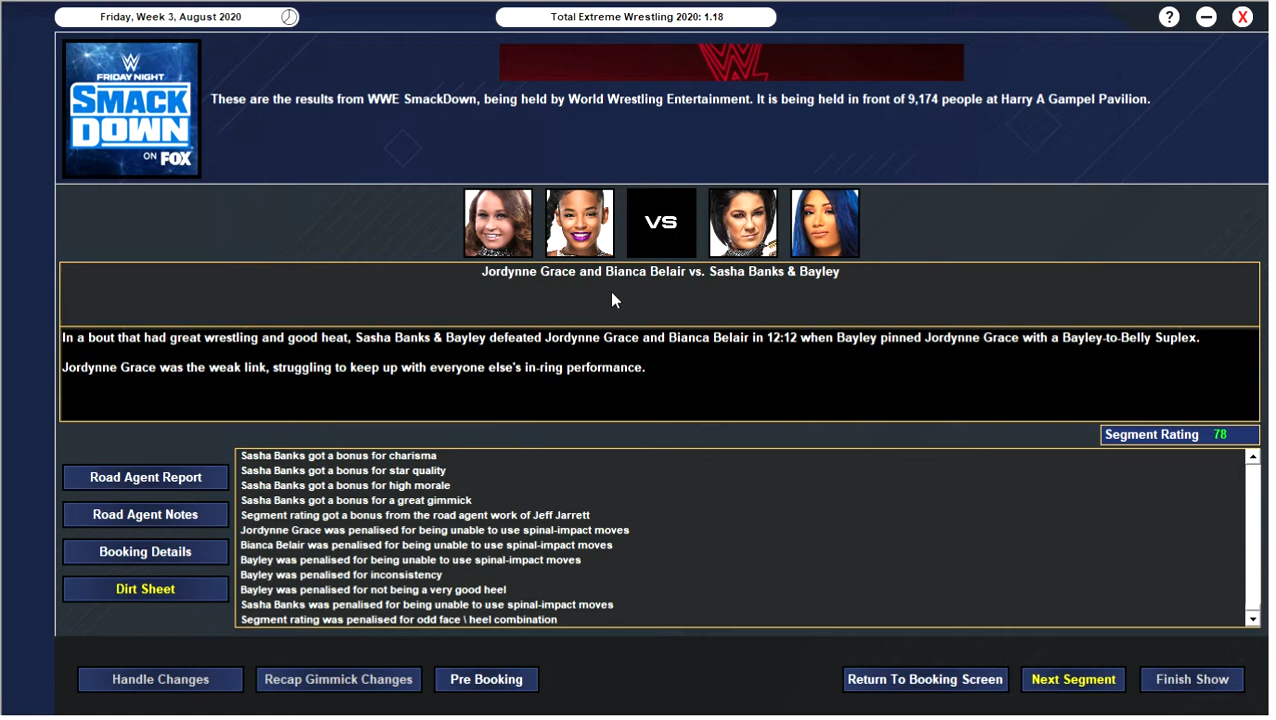 Friday, Week 3, August 2020
Total Extreme Wrestling 2020: 1.18
?
X
W
FRIDAY NIGHT
SMACK
DOWN
ON FOX
These are the results from WWE SmackDown, being held by World Wrestling Entertainment. It is being held in front of 9,174 people at Harry A Gampel Pavilion.
VS
Jordynne Grace and Bianca Belair vs. Sasha Banks & Bayley
In a bout that had great wrestling and good heat, Sasha Banks & Bayley defeated Jordynne Grace and Bianca Belair in 12:12 when Bayley pinned Jordynne Grace with a Bayley-to-Belly Suplex.
Jordynne Grace was the weak link, struggling to keep up with everyone else's in-ring performance.
Segment Rating 78
Road Agent Report
Road Agent Notes
Booking Details
Dirt Sheet
Sasha Banks got a bonus for charisma
Sasha Banks got a bonus for star quality
Sasha Banks got a bonus for high morale
Sasha Banks got a bonus for a great gimmick
Segment rating got a bonus from the road agent work of Jeff Jarrett
Jordynne Grace was penalised for being unable to use spinal-impact moves
Bianca Belair was penalised for being unable to use spinal-impact moves
Bayley was penalised for being unable to use spinal-impact moves
Bayley was penalised for inconsistency
Bayley was penalised for not being a very good heel
Sasha Banks was penalised for being unable to use spinal-impact moves
Segment rating was penalised for odd face \ heel combination
Handle Changes
Recap Gimmick Changes
Pre Booking
Return To Booking Screen
Next Segment
Finish Show